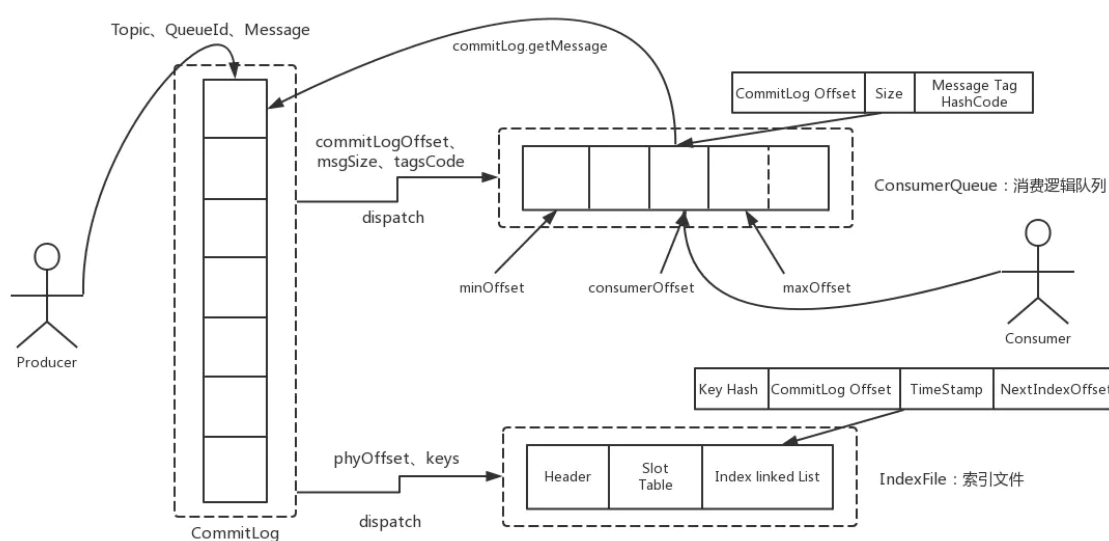 Topic、QueueId、Message
commitLog.getMessage
CommitLog Offset
Size
Message Tag
HashCode
commitLogOffset、
msgSize、tagsCode
dispatch
ConsumerQueue：消费逻辑队列
minOffset
consumerOffset
maxOffset
Producer
Consumer
Key Hash
CommitLog Offset
TimeStamp
NextIndexOffset
phyOffset、keys
dispatch
Header
Slot
Table
Index linked List
IndexFile：索引文件
CommitLog